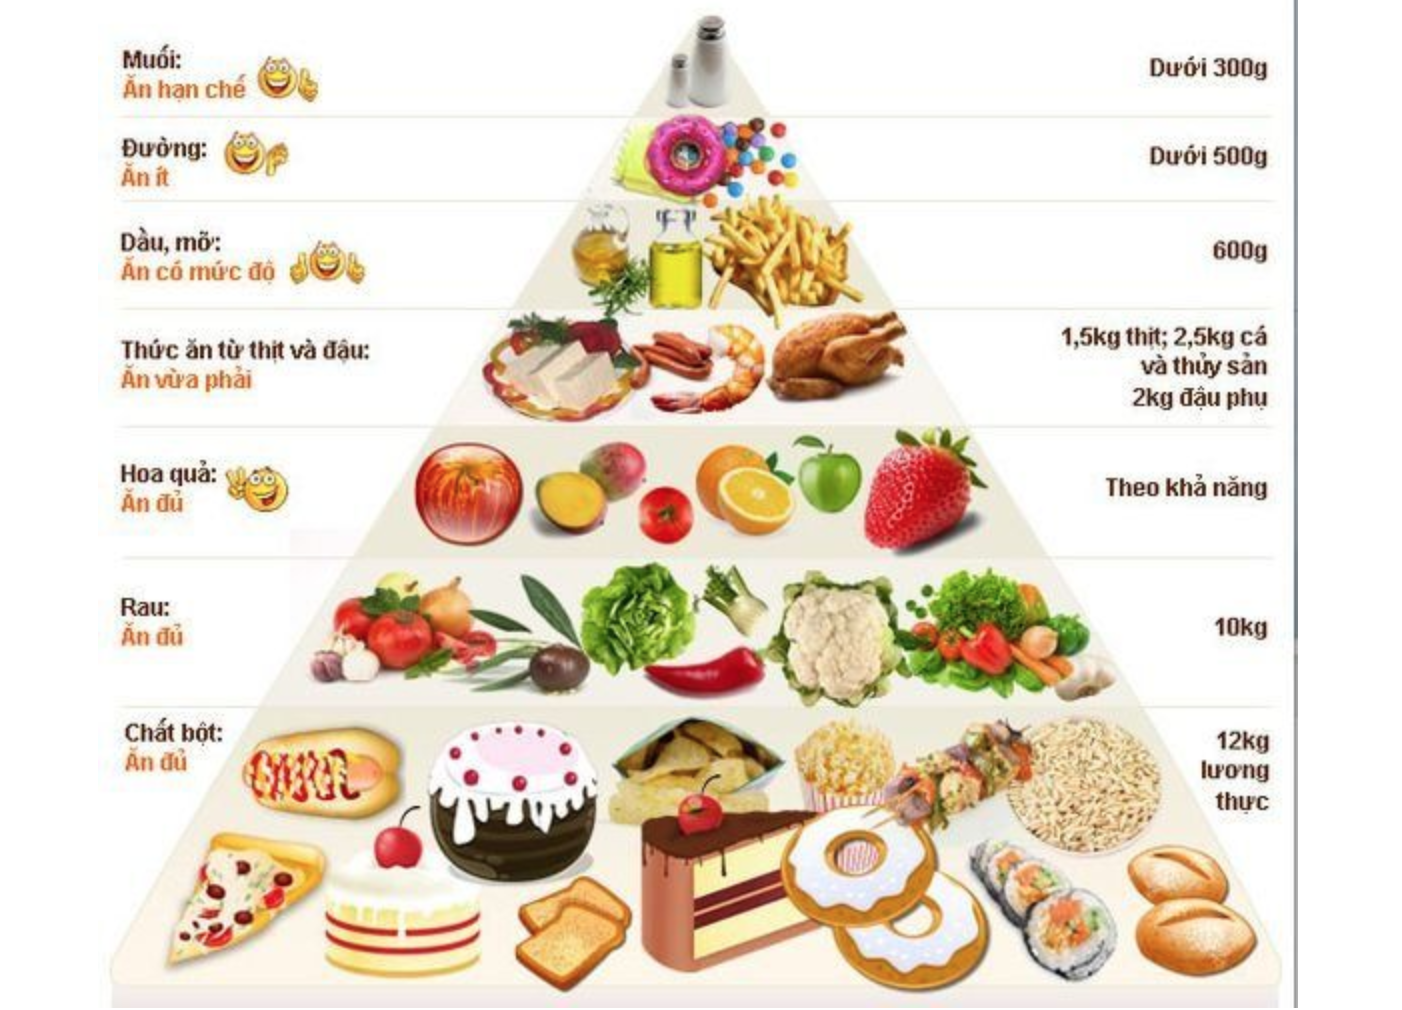 Muối:
Ăn hạn chế
Dưới 300g
Đường:
Ăn ít
Dưới 500g
Dầu, mỡ:
Ăn có mức độ
600g
Thức ăn từ thịt và đậu:
Ăn vừa phải
1,5kg thịt; 2,5kg cá
và thủy sản
2kg đậu phụ
Hoa quả:
Ăn đủ
Theo khả năng
Rau:
Ăn đủ
10kg
Chất bột:
Ăn đủ
12kg
lương
thực